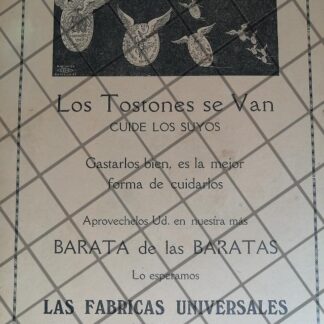 Los Tostones se Van
CUIDE LOS SUYOS
Gastarlos bien, es la mejor
forma de cuidarlos
Aprovechelos Ud. en nuestra más
BARATA de las BARATAS
Lo esperamos
LAS FABRICAS UNIVERSALES